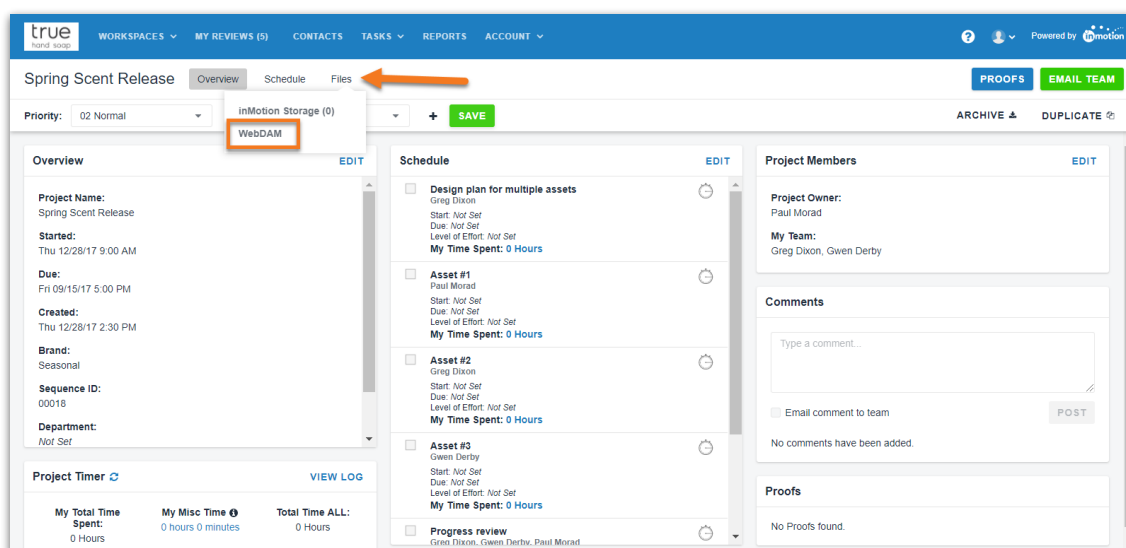 true
hand soap
WORKSPACES MY REVIEWS (5) CONTACTS TASKS REPORTS ACCOUNT
? Powered by inmotion
Spring Scent Release Overview Schedule Files
PROOFS EMAIL TEAM
Priority: 02 Normal
+ SAVE
ARCHIVE DUPLICATE
inMotion Storage (0)
WebDAM
Overview EDIT
Project Name:
Spring Scent Release
Started:
Thu 12/28/17 9:00 AM
Due:
Fri 09/15/17 5:00 PM
Created:
Thu 12/28/17 2:30 PM
Brand:
Seasonal
Sequence ID:
00018
Department:
Not Set
Project Timer VIEW LOG
My Total Time Spent:
0 Hours
My Misc Time
0 hours 0 minutes
Total Time ALL:
0 Hours
Schedule EDIT
Design plan for multiple assets
Greg Dixon
Start: Not Set
Due: Not Set
Level of Effort: Not Set
My Time Spent: 0 Hours
Asset #1
Paul Morad
Start: Not Set
Due: Not Set
Level of Effort: Not Set
My Time Spent: 0 Hours
Asset #2
Greg Dixon
Start: Not Set
Due: Not Set
Level of Effort: Not Set
My Time Spent: 0 Hours
Asset #3
Gwen Derby
Start: Not Set
Due: Not Set
Level of Effort: Not Set
My Time Spent: 0 Hours
Progress review
Greg Dixon, Gwen Derby, Paul Morad
Project Members EDIT
Project Owner:
Paul Morad
My Team:
Greg Dixon, Gwen Derby
Comments
Type a comment...
Email comment to team POST
No comments have been added.
Proofs
No Proofs found.